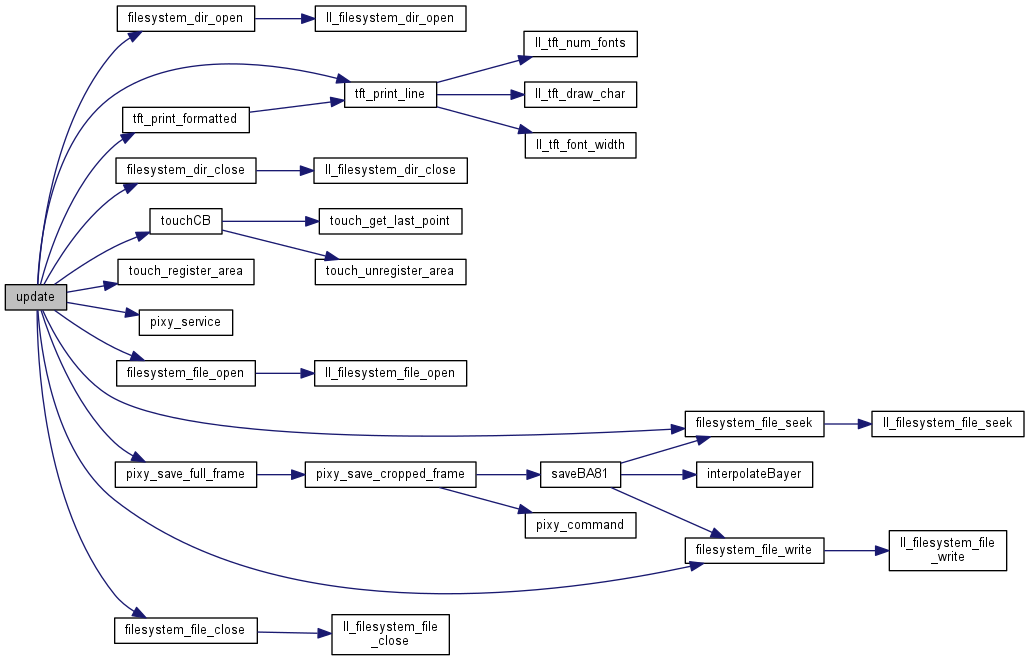 filesystem_dir_open
ll_filesystem_dir_open
ll_tft_num_fonts
tft_print_line
ll_tft_draw_char
tft_print_formatted
ll_tft_font_width
filesystem_dir_close
ll_filesystem_dir_close
touchCB
touch_get_last_point
touch_register_area
touch_unregister_area
update
pixy_service
filesystem_file_open
ll_filesystem_file_open
filesystem_file_seek
ll_filesystem_file_seek
pixy_save_full_frame
pixy_save_cropped_frame
saveBA81
interpolateBayer
pixy_command
filesystem_file_write
ll_filesystem_file
_write
filesystem_file_close
ll_filesystem_file
_close